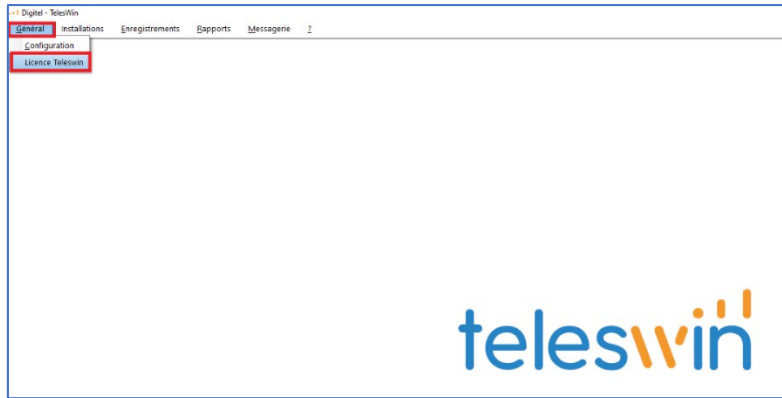 Digitel - TelesWin
Général Installations Enregistrements Rapports Messagerie ?
Configuration
Licence Teleswin
teleswin